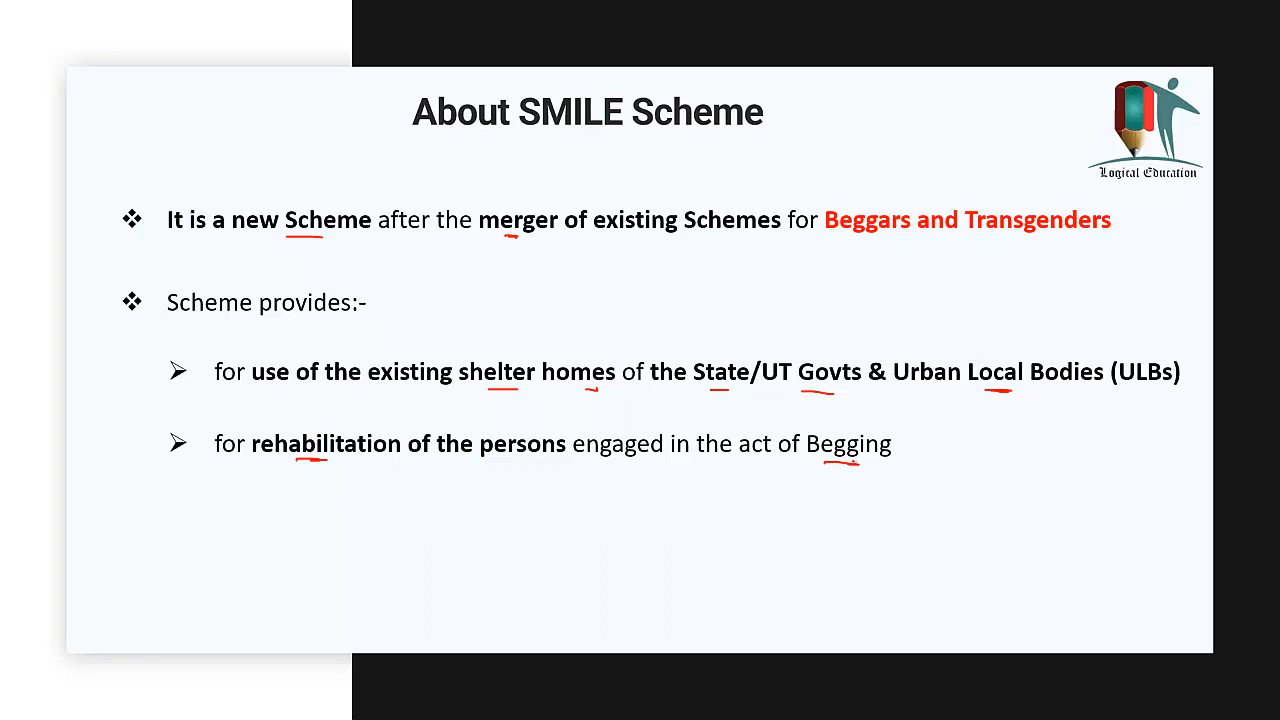 About SMILE Scheme
Logical Education
It is a new Scheme after the merger of existing Schemes for Beggars and Transgenders
Scheme provides:-
for use of the existing shelter homes of the State/UT Govts & Urban Local Bodies (ULBs)
for rehabilitation of the persons engaged in the act of Begging